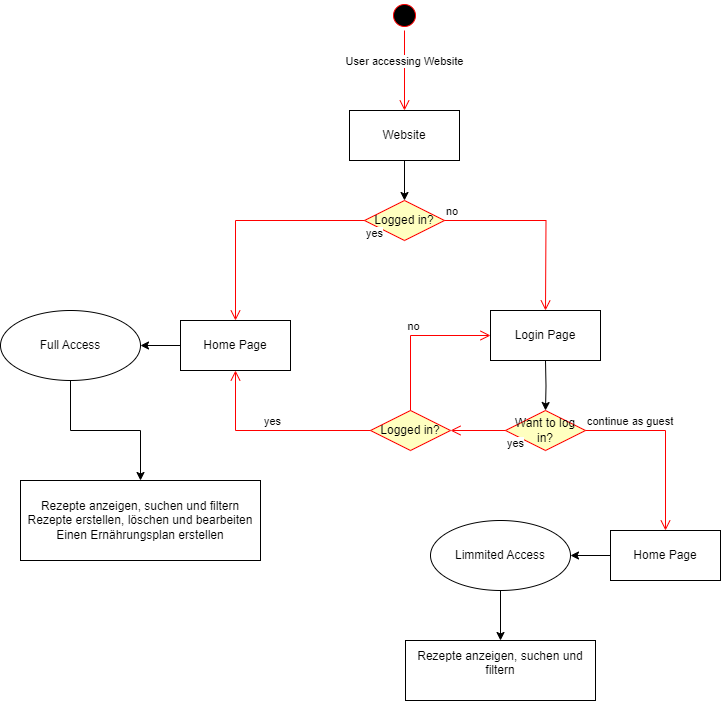 User accessing Website
Website
Logged in?
no
yes
Full Access
Home Page
Login Page
no
yes
Logged in?
Want to log
in?
continue as guest
yes
Rezepte anzeigen, suchen und filtern
Rezepte erstellen, löschen und bearbeiten
Einen Ernährungsplan erstellen
Limmited Access
Home Page
Rezepte anzeigen, suchen und
filtern